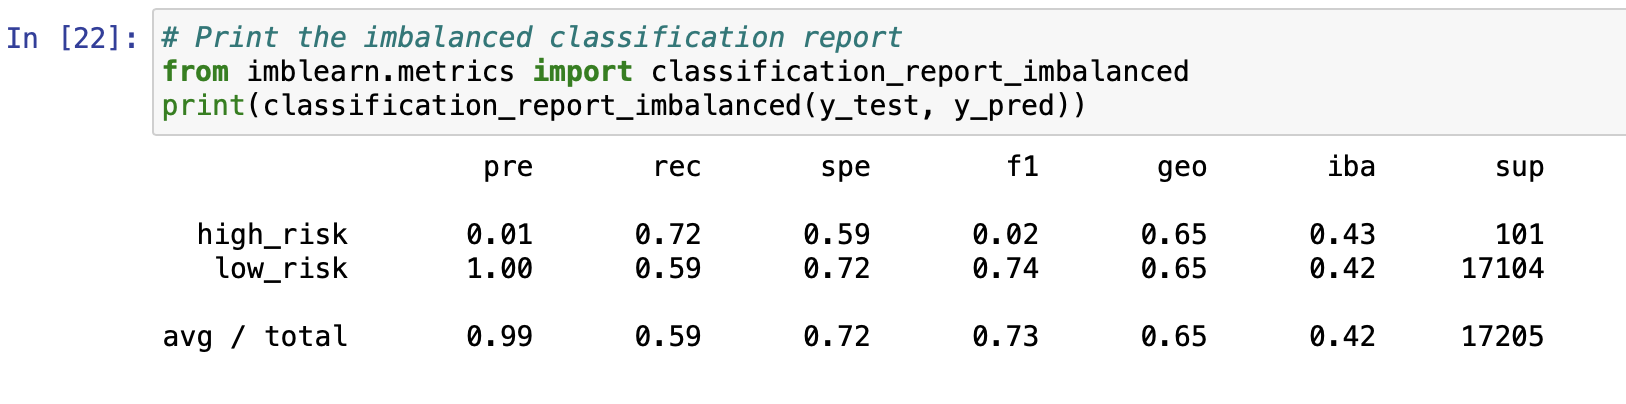 In [22]: # Print the imbalanced classification report
from imblearn.metrics import classification_report_imbalanced
print(classification_report_imbalanced(y_test, y_pred))
pre rec spe f1 geo iba sup
high_risk 0.01 0.72 0.59 0.02 0.65 0.43 101
low_risk 1.00 0.59 0.72 0.74 0.65 0.42 17104
avg / total 0.99 0.59 0.72 0.73 0.65 0.42 17205